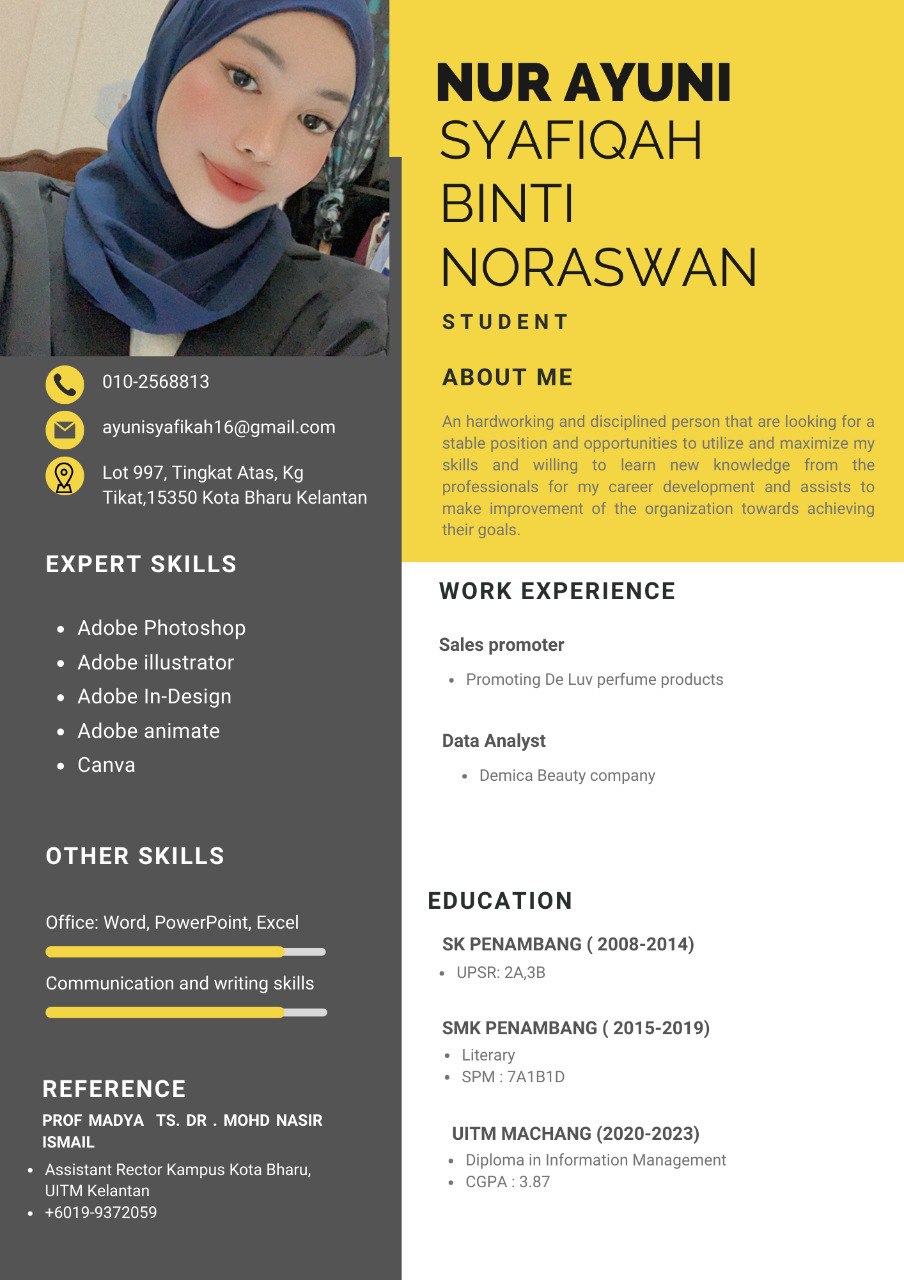 NUR AYUNI
SYAFIQAH
BINTI
NORASWAN
STUDENT
ABOUT ME
An hardworking and disciplined person that are looking for a
stable position and opportunities to utilize and maximize my
skills and willing to learn new knowledge from the
professionals for my career development and assists to
make improvement of the organization towards achieving
their goals.
010-2568813
ayunisyafikah16@gmail.com
Lot 997, Tingkat Atas, Kg
Tikat,15350 Kota Bharu Kelantan
EXPERT SKILLS
• Adobe Photoshop
• Adobe illustrator
• Adobe In-Design
• Adobe animate
• Canva
OTHER SKILLS
Office: Word, PowerPoint, Excel
Communication and writing skills
REFERENCE
PROF MADYA TS. DR . MOHD NASIR
ISMAIL
• Assistant Rector Kampus Kota Bharu,
UITM Kelantan
• +6019-9372059
WORK EXPERIENCE
Sales promoter
• Promoting De Luv perfume products
Data Analyst
• Demica Beauty company
EDUCATION
SK PENAMBANG ( 2008-2014)
• UPSR: 2A,3B
SMK PENAMBANG ( 2015-2019)
• Literary
• SPM : 7A1B1D
UITM MACHANG (2020-2023)
• Diploma in Information Management
• CGPA : 3.87